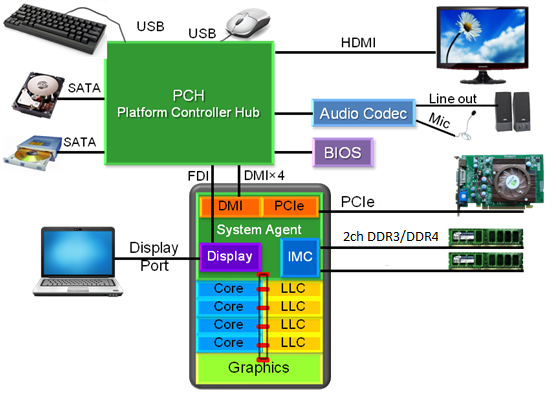 USB
USB
HDMI
SATA
PCH
Platform Controller Hub
Line out
Audio Codec
Mic
SATA
BIOS
FDI
DMI×4
DMI
PCIe
PCIe
System Agent
2ch DDR3/DDR4
Display
Port
Display
IMC
Core
LLC
Core
LLC
Core
LLC
Core
LLC
Graphics